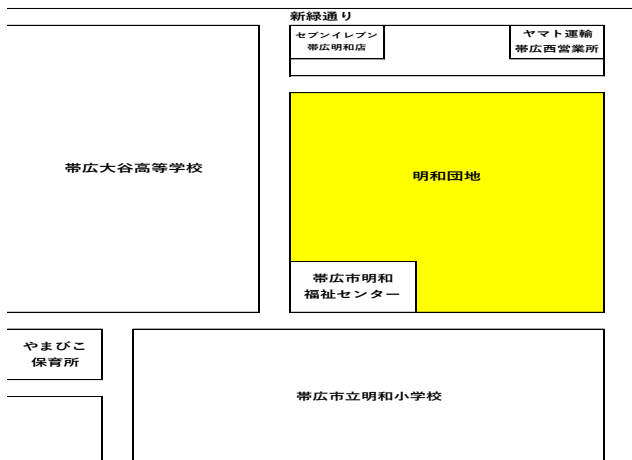 新緑通り
セブンイレブン
帯広明和店
ヤマト運輸
帯広西営業所
帯広大谷高等学校
明和団地
帯広市明和
福祉センター
やまびこ
保育所
帯広市立明和小学校